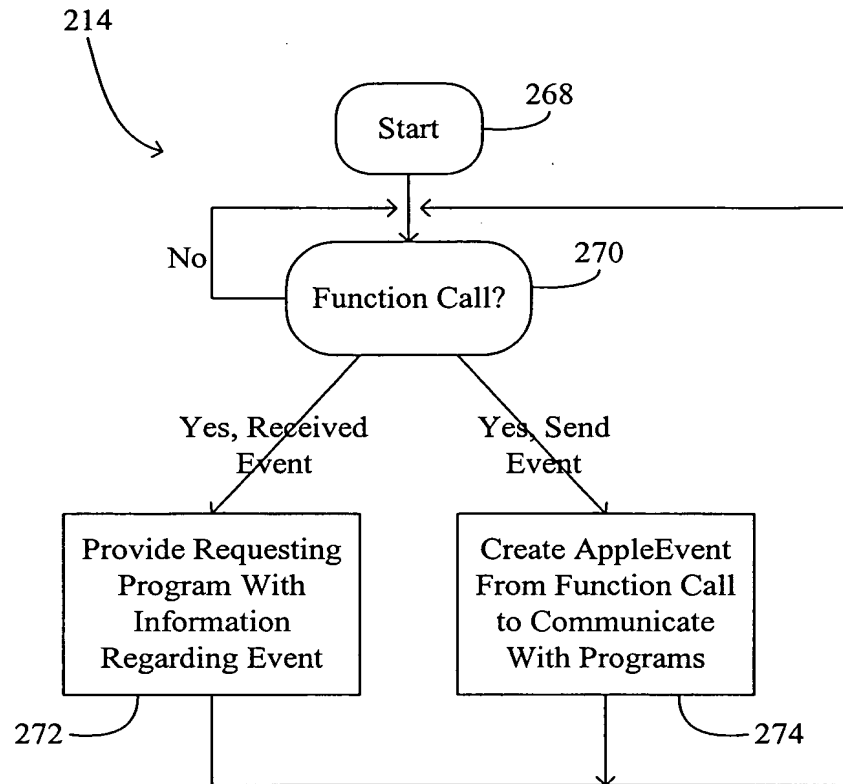 214
268
Start
No
270
Function Call?
Yes, Received
Event
Yes, Send
Event
Provide Requesting
Program With
Information
Regarding Event
Create AppleEvent
From Function Call
to Communicate
With Programs
272
274